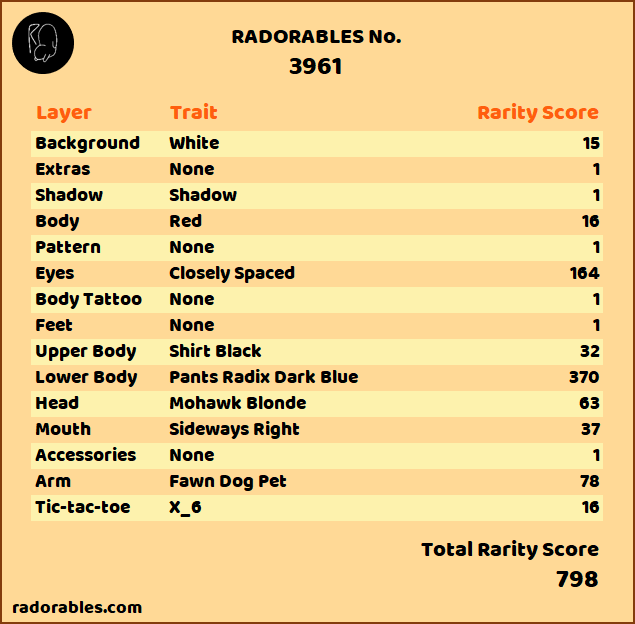 RADORABLES No.
3961
Layer Trait Rarity Score
Background White 15
Extras None 1
Shadow Shadow 1
Body Red 16
Pattern None 1
Eyes Closely Spaced 164
Body Tattoo None 1
Feet None 1
Upper Body Shirt Black 32
Lower Body Pants Radix Dark Blue 370
Head Mohawk Blonde 63
Mouth Sideways Right 37
Accessories None 1
Arm Fawn Dog Pet 78
Tic-tac-toe X_6 16
Total Rarity Score
798
radorables.com